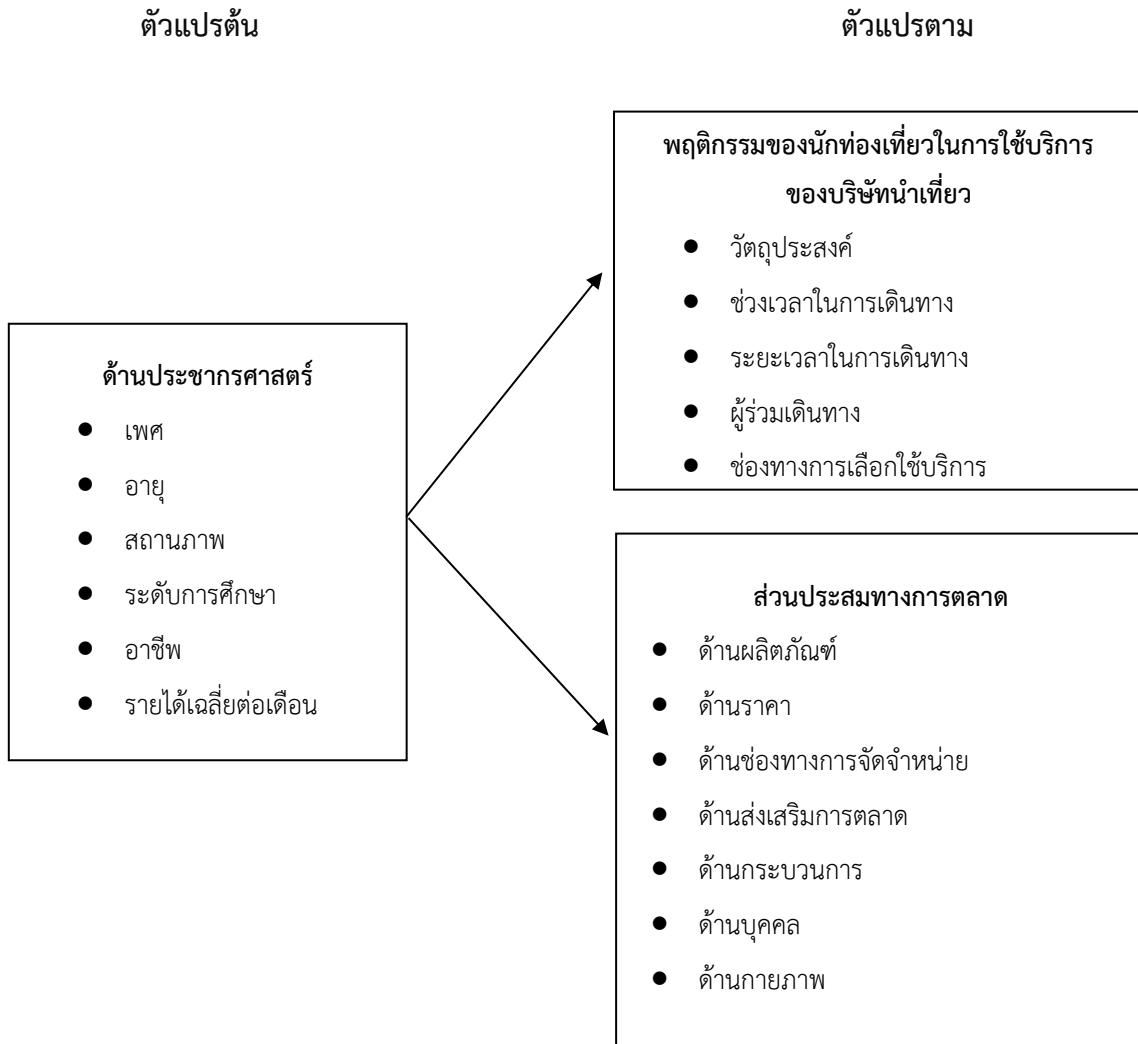 ตัวแปรต้น
ตัวแปรตาม
ด้านประชากรศาสตร์
● เพศ
● อายุ
● สถานภาพ
● ระดับการศึกษา
● อาชีพ
● รายได้เฉลี่ยต่อเดือน
พฤติกรรมของนักท่องเที่ยวในการใช้บริการ
ของบริษัทนำเที่ยว
● วัตถุประสงค์
● ช่วงเวลาในการเดินทาง
● ระยะเวลาในการเดินทาง
● ผู้ร่วมเดินทาง
● ช่องทางการเลือกใช้บริการ
ส่วนประสมทางการตลาด
● ด้านผลิตภัณฑ์
● ด้านราคา
● ด้านช่องทางการจัดจำหน่าย
● ด้านส่งเสริมการตลาด
● ด้านกระบวนการ
● ด้านบุคคล
● ด้านกายภาพ